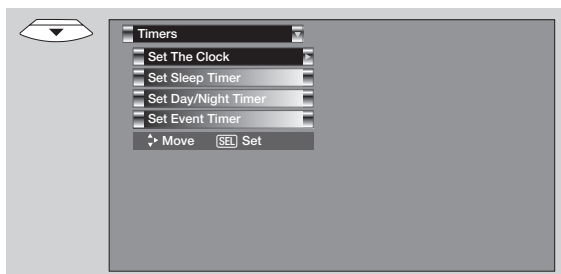 Timers
Set The Clock
Set Sleep Timer
Set Day/Night Timer
Set Event Timer
Move SEL Set